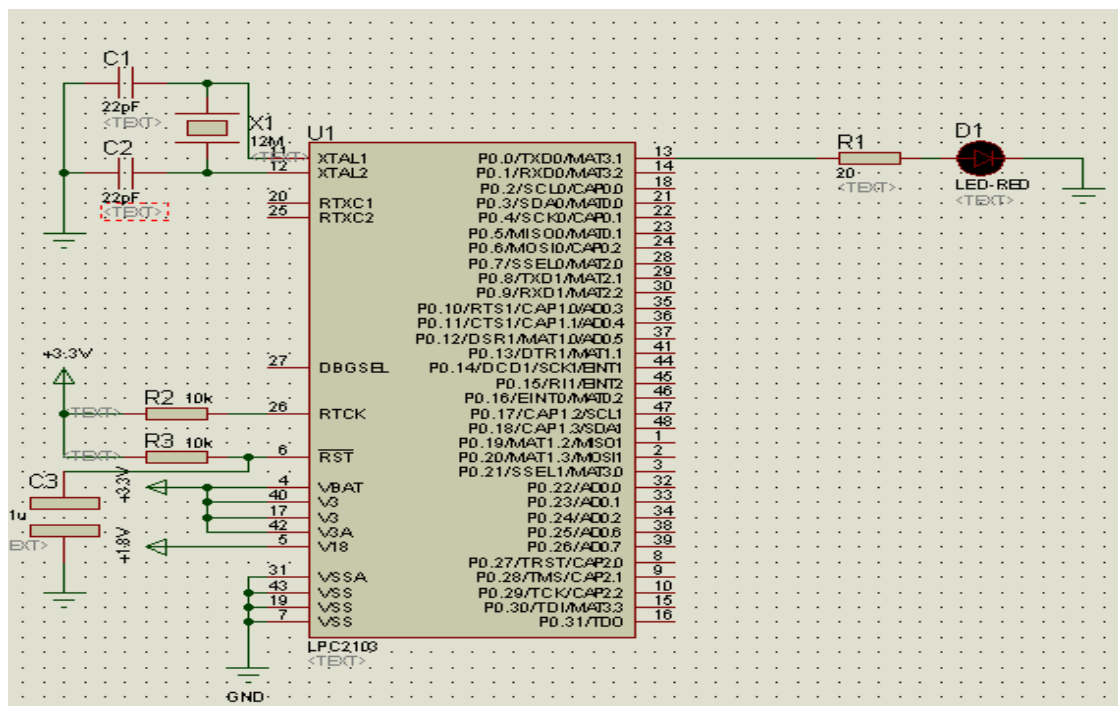 C1
22pF
<TEXT>
X1
12M
<TEXT>
C2
22pF
<TEXT>
U1
11 XTAL1
12 XTAL2
20 RTXC1
25 RTXC2
27 DBGSEL
26 RTCK
6 RST
4 VBAT
40 V3
17 V3
42 V3A
5 V18
31 VSSA
43 VSS
19 VSS
7 VSS
P0.0/TXD0/MAT3.1 13
P0.1/RXD0/MAT3.2 14
P0.2/SCL0/CAP0.0 18
P0.3/SDA0/MAT0.0 21
P0.4/SCK0/CAP0.1 22
P0.5/MISO0/MAT0.1 23
P0.6/MOSI0/CAP0.2 24
P0.7/SSEL0/MAT2.0 28
P0.8/TXD1/MAT2.1 29
P0.9/RXD1/MAT2.2 30
P0.10/RTS1/CAP1.0/AD0.3 35
P0.11/CTS1/CAP1.1/AD0.4 36
P0.12/DSR1/MAT1.0/AD0.5 37
P0.13/DTR1/MAT1.1 41
P0.14/DCD1/SCK1/EINT1 44
P0.15/RI1/EINT2 45
P0.16/EINT0/MAT0.2 46
P0.17/CAP1.2/SCL1 47
P0.18/CAP1.3/SDA1 48
P0.19/MAT1.2/MISO1 1
P0.20/MAT1.3/MOSI1 2
P0.21/SSEL1/MAT3.0 3
P0.22/AD0.0 32
P0.23/AD0.1 33
P0.24/AD0.2 34
P0.25/AD0.6 38
P0.26/AD0.7 39
P0.27/TRST/CAP2.0 8
P0.28/TMS/CAP2.1 9
P0.29/TCK/CAP2.2 10
P0.30/TDI/MAT3.3 15
P0.31/TDO 16
LPC2103
<TEXT>
R1
20
<TEXT>
D1
LED-RED
<TEXT>
+3.3V
R2 10k
<TEXT>
R3 10k
<TEXT>
C3
1u
EXT>
+3.3V
+1.8V
GND